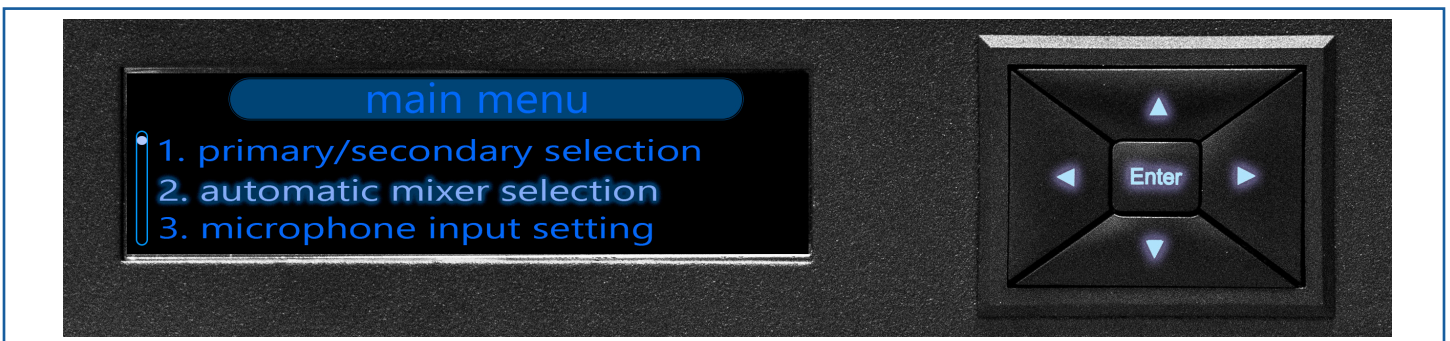 main menu
1. primary/secondary selection
2. automatic mixer selection
3. microphone input setting
Enter